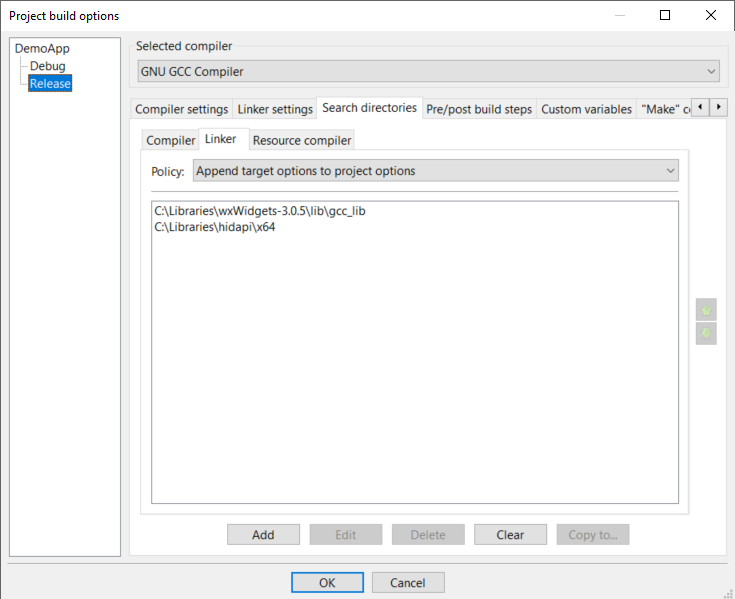 Project build options
DemoApp
Debug
Release
Selected compiler
GNU GCC Compiler
Compiler settings Linker settings Search directories Pre/post build steps Custom variables "Make" c
Compiler Linker Resource compiler
Policy: Append target options to project options
C:\Libraries\wxWidgets-3.0.5\lib\gcc_lib
C:\Libraries\hidapi\x64
Add Edit Delete Clear Copy to...
OK Cancel